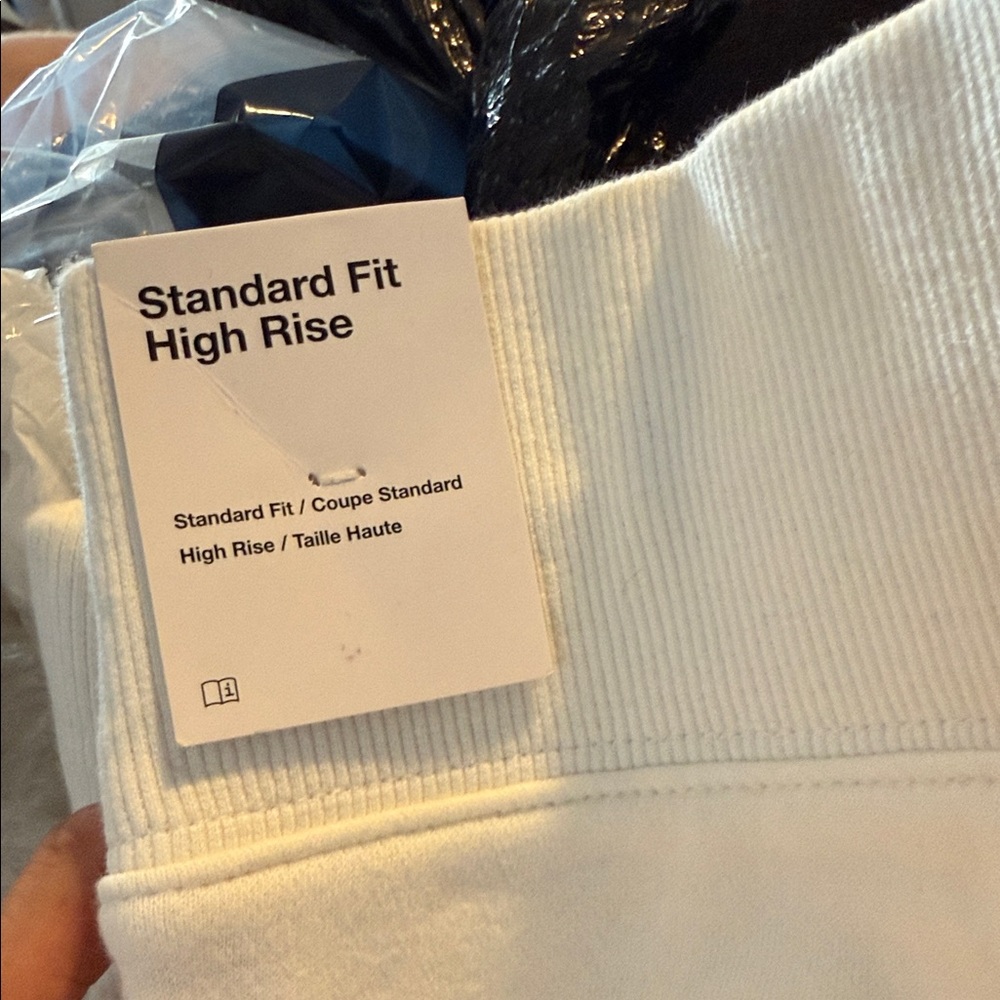 Standard Fit
High Rise
Standard Fit / Coupe Standard
High Rise / Taille Haute
i